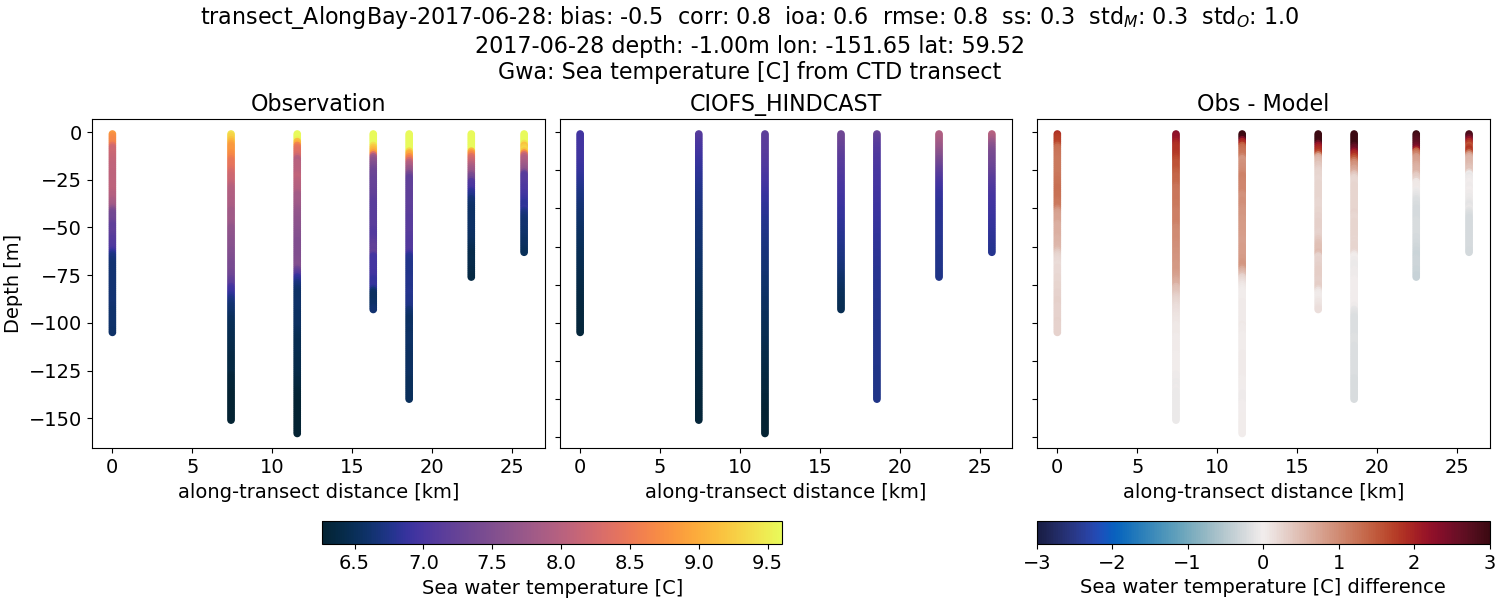 transect_AlongBay-2017-06-28: bias: -0.5  corr: 0.8  ioa: 0.6  rmse: 0.8  ss: 0.3  std_M: 0.3  std_O: 1.0
2017-06-28 depth: -1.00m lon: -151.65 lat: 59.52
Gwa: Sea temperature [C] from CTD transect
Observation
CIOFS_HINDCAST
Obs - Model
Depth [m]
0
−25
−50
−75
−100
−125
−150
0 5 10 15 20 25
along-transect distance [km]
0 5 10 15 20 25
along-transect distance [km]
0 5 10 15 20 25
along-transect distance [km]
6.5 7.0 7.5 8.0 8.5 9.0 9.5
Sea water temperature [C]
−3 −2 −1 0 1 2 3
Sea water temperature [C] difference